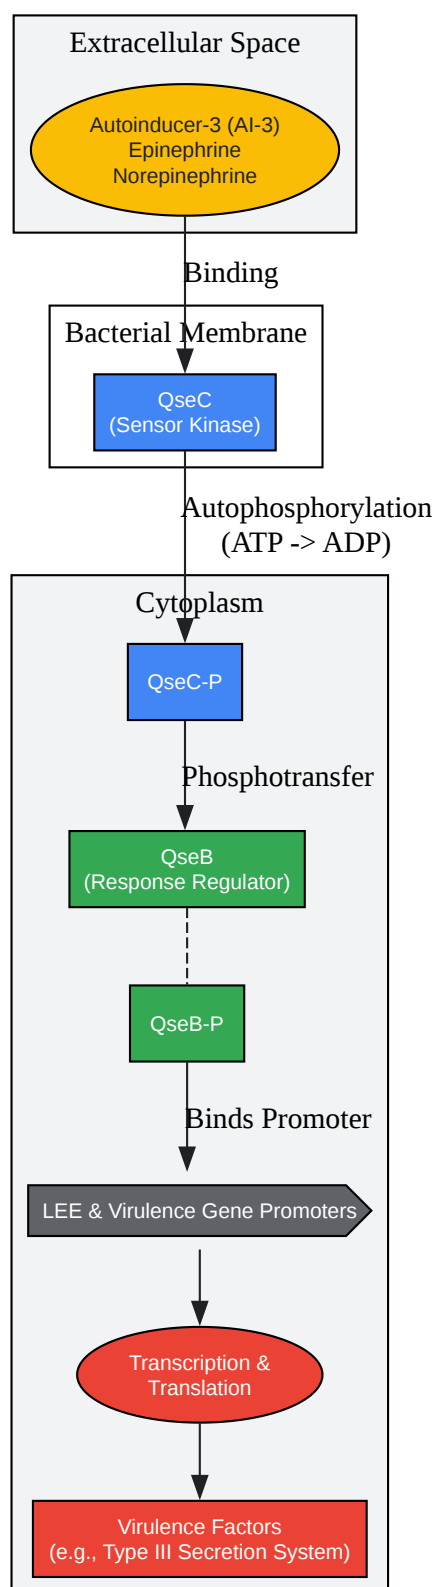 Extracellular Space
Autoinducer-3 (AI-3)
Epinephrine
Norepinephrine
Binding
Bacterial Membrane
QseC
(Sensor Kinase)
Autophosphorylation
(ATP -> ADP)
Cytoplasm
QseC-P
Phosphotransfer
QseB
(Response Regulator)
QseB-P
Binds Promoter
LEE & Virulence Gene Promoters
Transcription &
Translation
Virulence Factors
(e.g., Type III Secretion System)